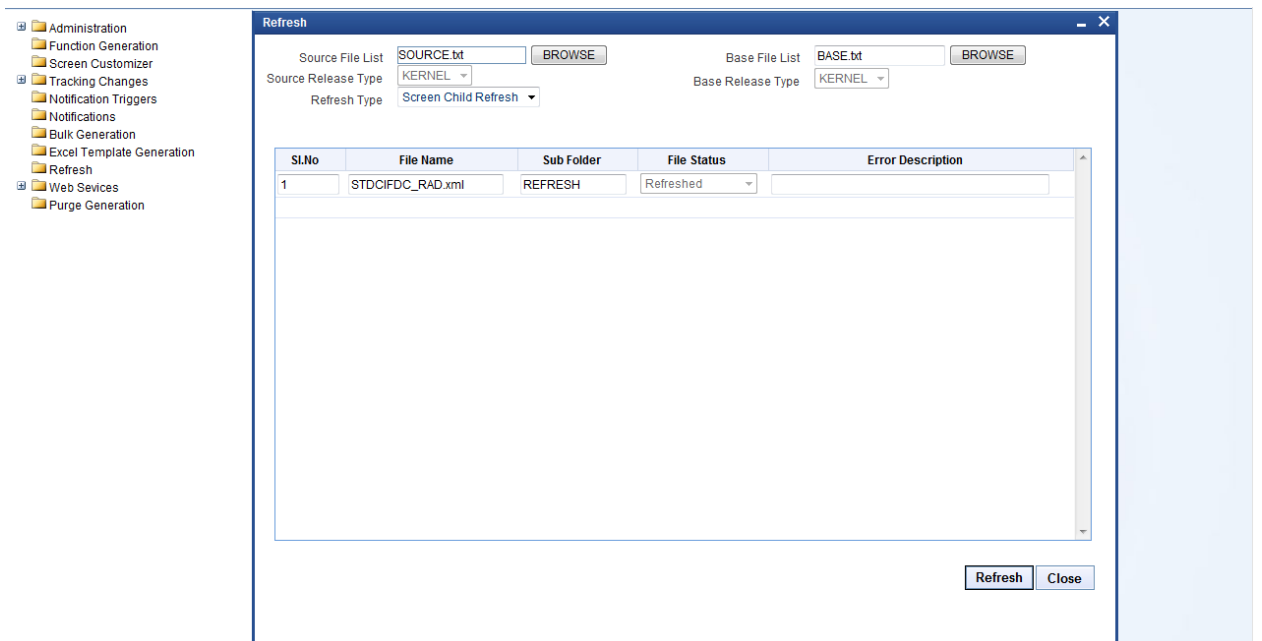 Administration
Function Generation
Screen Customizer
Tracking Changes
Notification Triggers
Notifications
Bulk Generation
Excel Template Generation
Refresh
Web Sevices
Purge Generation
Refresh
Source File List SOURCE.txt BROWSE Base File List BASE.txt BROWSE
Source Release Type KERNEL Base Release Type KERNEL
Refresh Type Screen Child Refresh
Sl.No File Name Sub Folder File Status Error Description
1 STDCIFDC_RAD.xml REFRESH Refreshed
Refresh Close